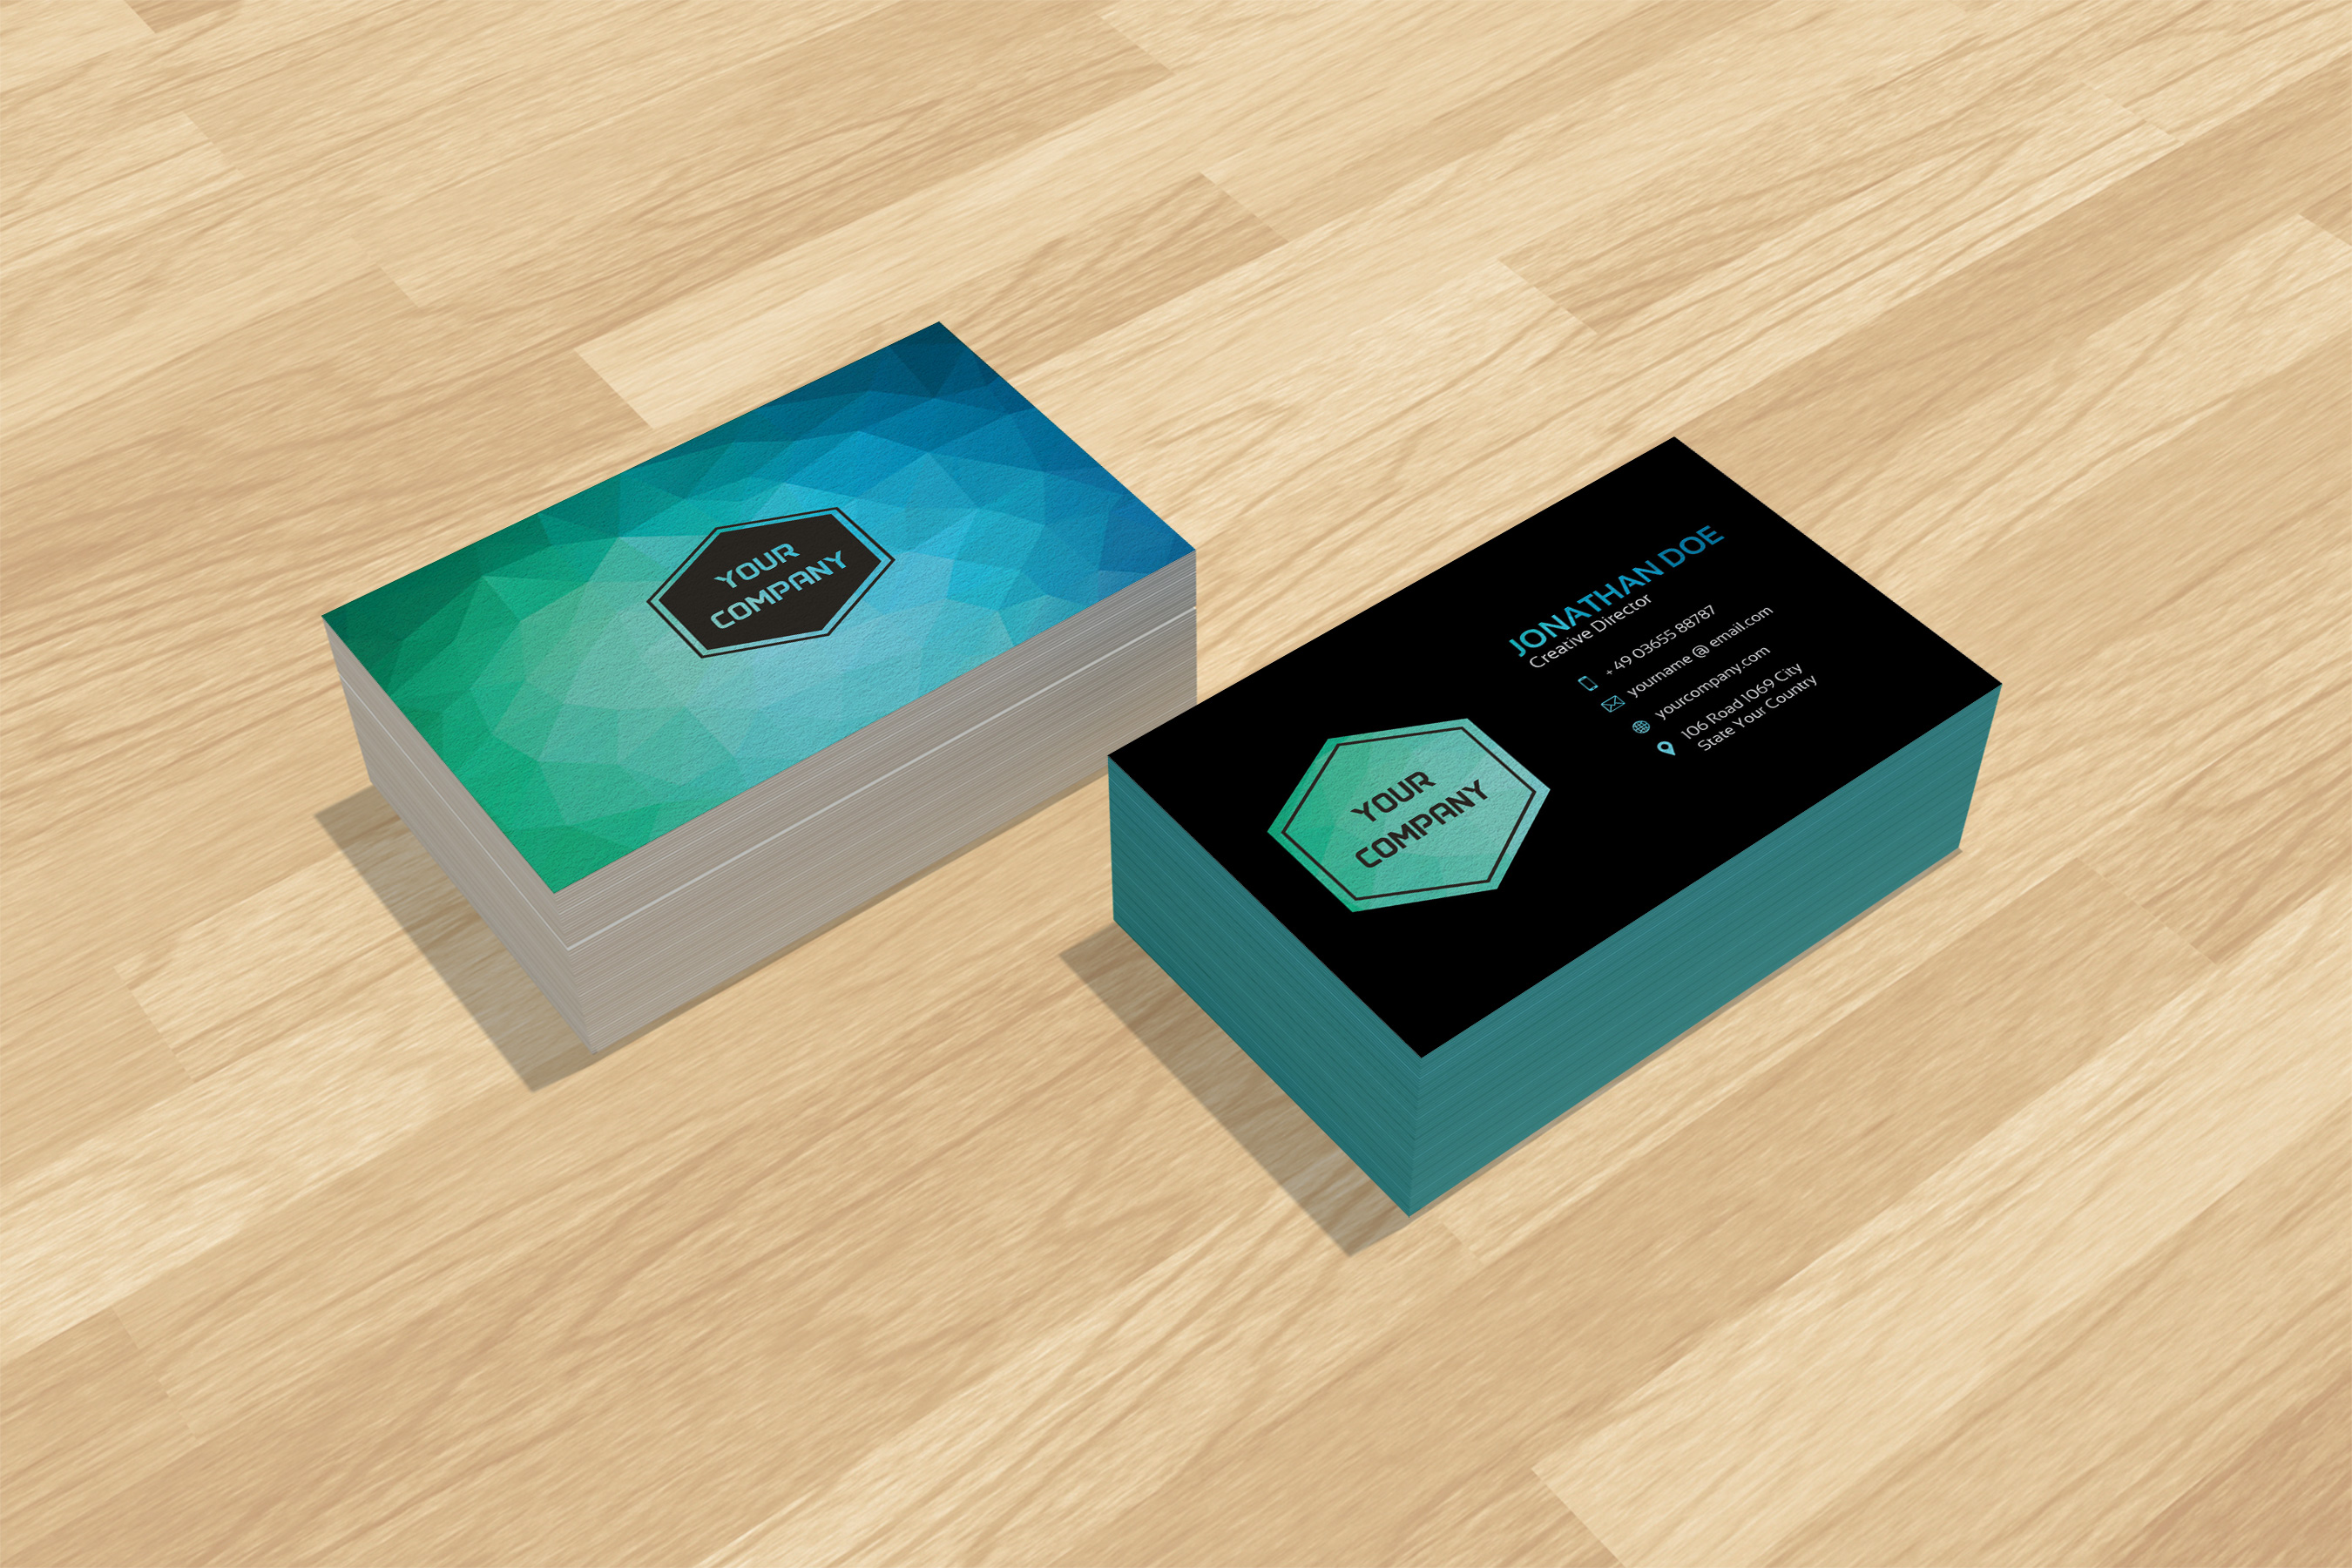 YOUR
COMPANY
JONATHAN DOE
Creative Director
+49 03655 88787
yourname @ email.com
yourcompany.com
106 Road 1069 City
State Your Country
YOUR
COMPANY